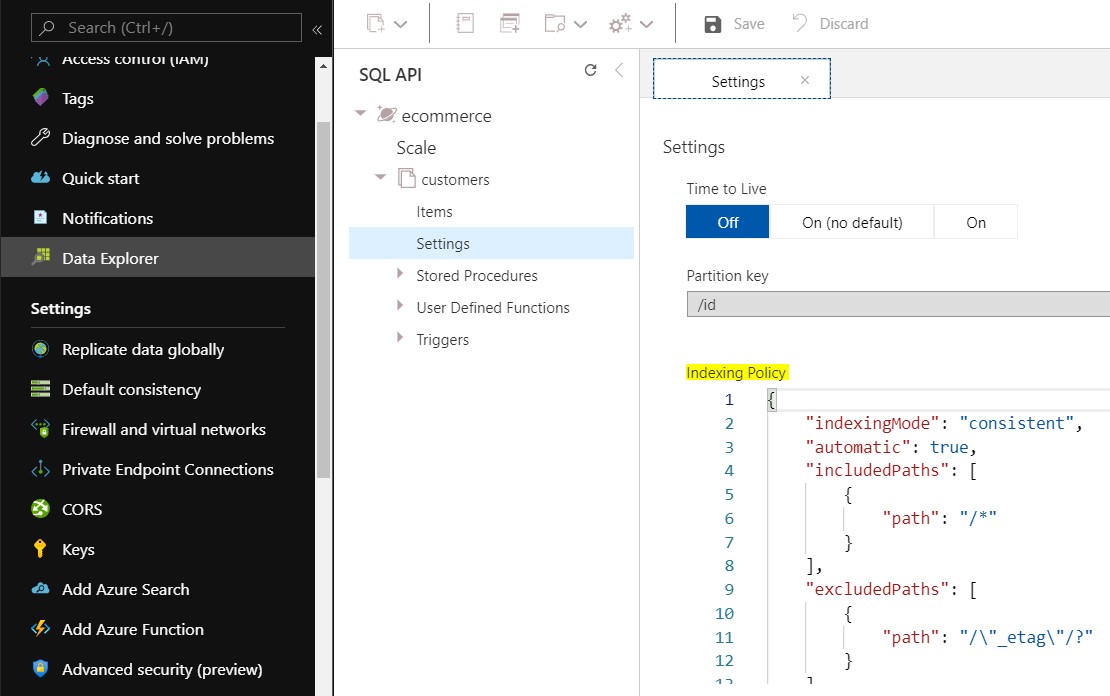 Search (Ctrl+/)
«
Access control (IAM)
Tags
Diagnose and solve problems
Quick start
Notifications
Data Explorer
Settings
Replicate data globally
Default consistency
Firewall and virtual networks
Private Endpoint Connections
CORS
Keys
Add Azure Search
Add Azure Function
Advanced security (preview)
Save
Discard
SQL API
ecommerce
Scale
customers
Items
Settings
Stored Procedures
User Defined Functions
Triggers
Settings
Settings
Time to Live
Off On (no default) On
Partition key
/id
Indexing Policy
1 {
2 "indexingMode": "consistent",
3 "automatic": true,
4 "includedPaths": [
5 {
6 "path": "/*"
7 }
8 ],
9 "excludedPaths": [
10 {
11 "path": "/\"_etag\"/?"
12 }
13 ]